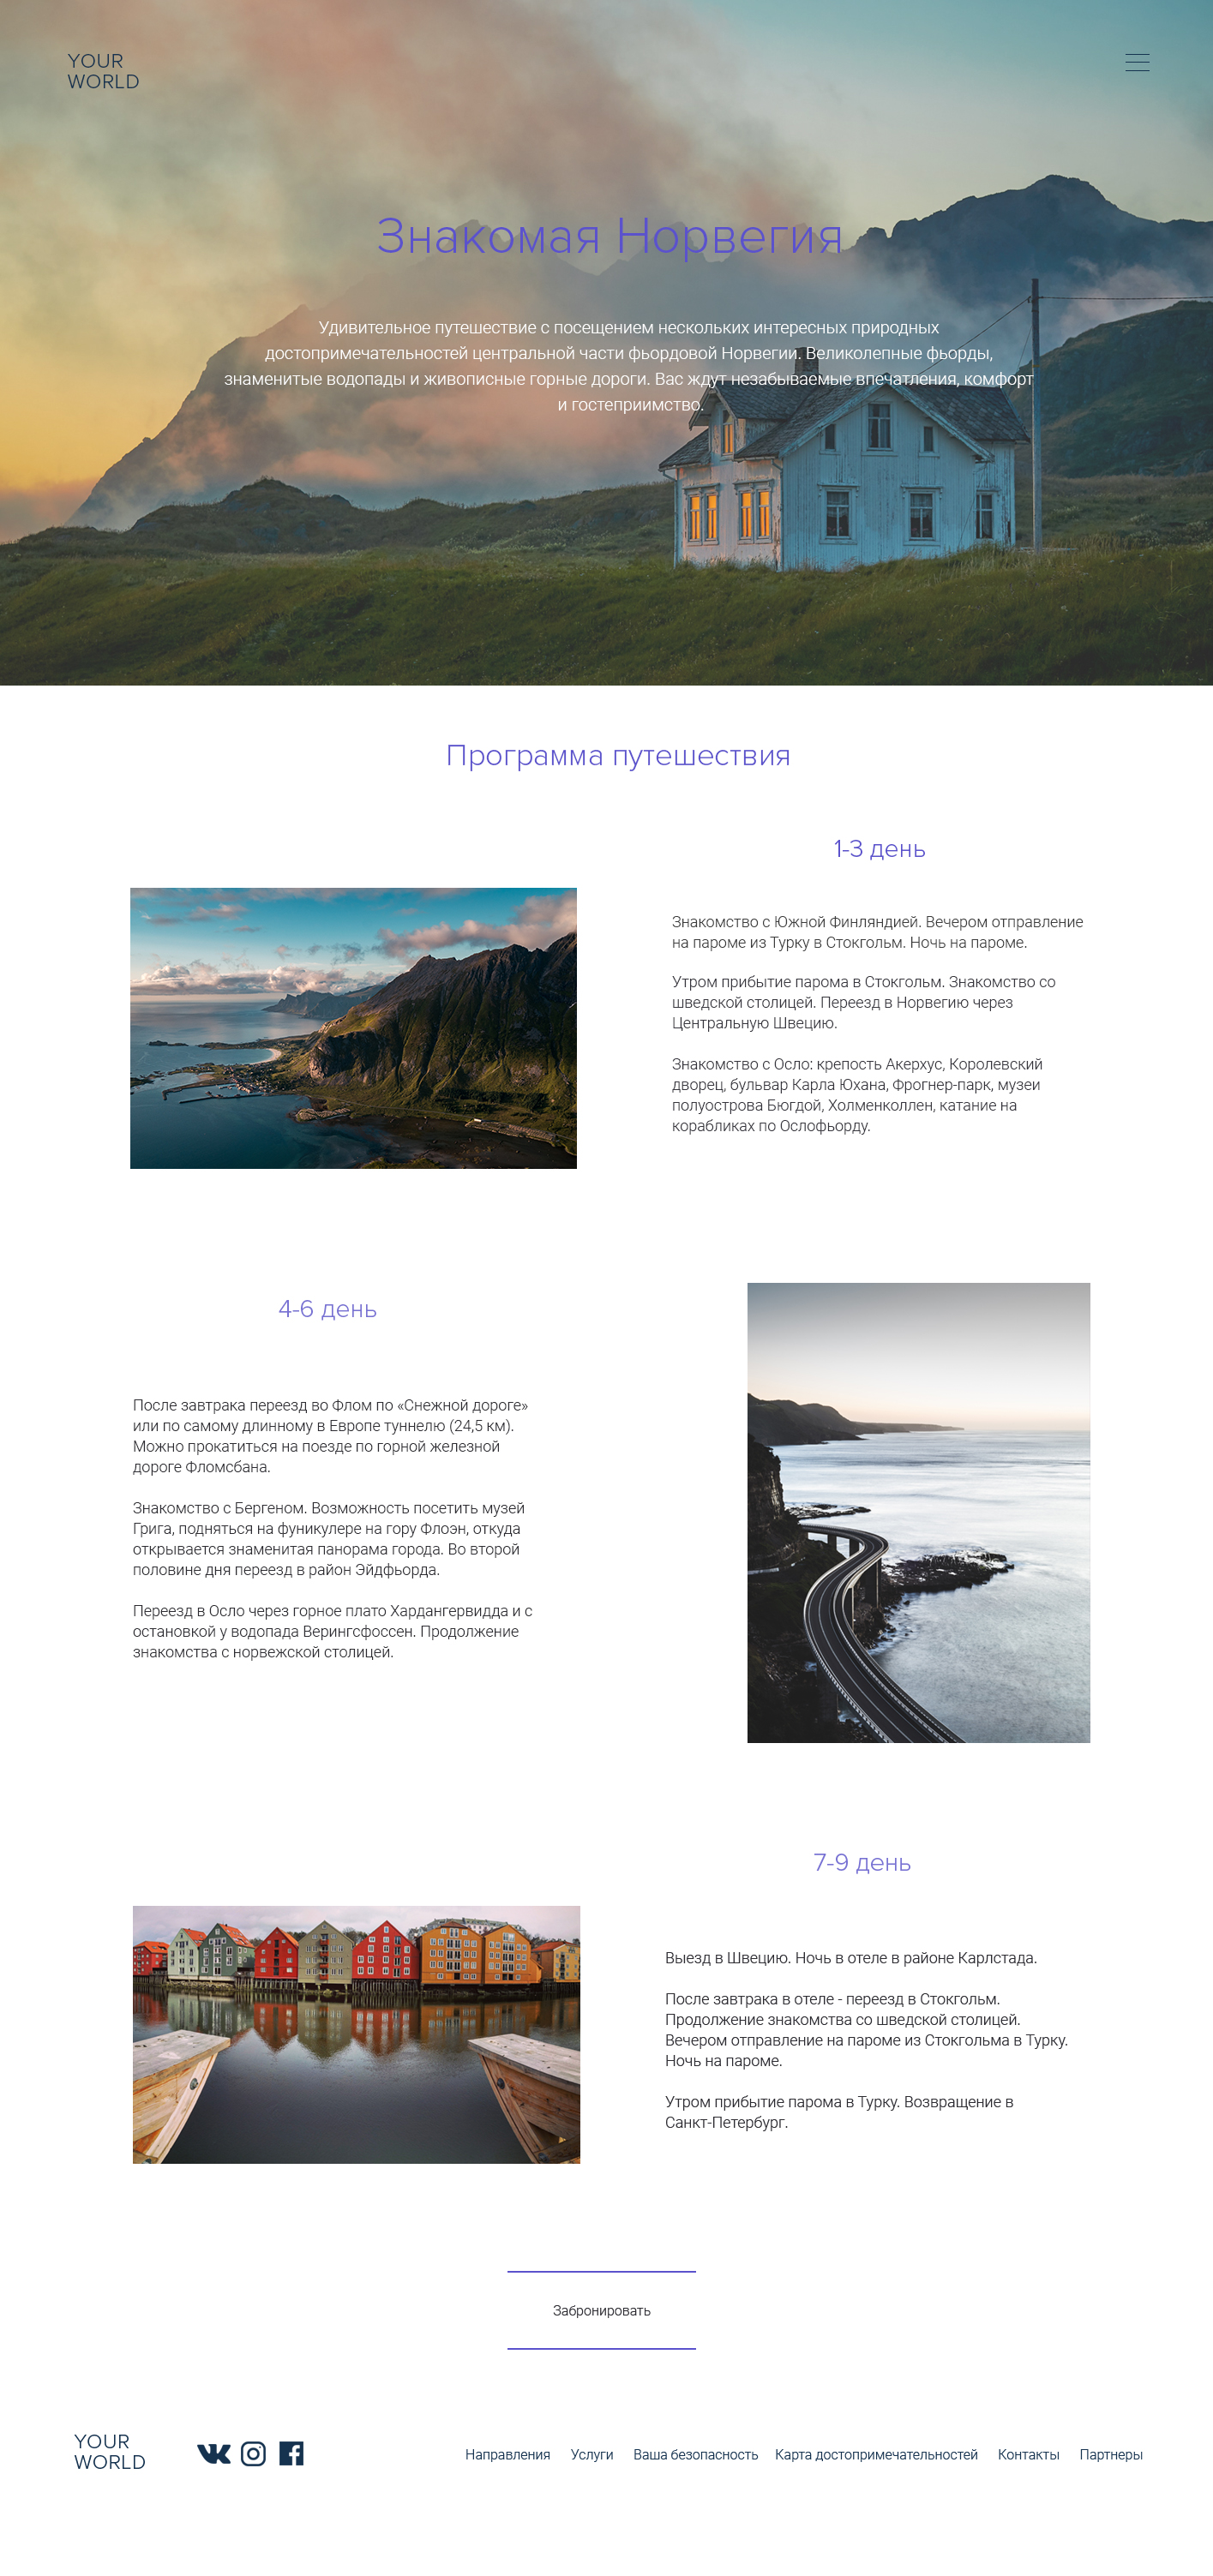 YOUR
WORLD
Знакомая Норвегия
Удивительное путешествие с посещением нескольких интересных природных
достопримечательностей центральной части фьордовой Норвегии. Великолепные фьорды,
знаменитые водопады и живописные горные дороги. Вас ждут незабываемые впечатления, комфорт
и гостеприимство.
Программа путешествия
1-3 день
Знакомство с Южной Финляндией. Вечером отправление
на пароме из Турку в Стокгольм. Ночь на пароме.
Утром прибытие парома в Стокгольм. Знакомство со
шведской столицей. Переезд в Норвегию через
Центральную Швецию.
Знакомство с Осло: крепость Акерхус, Королевский
дворец, бульвар Карла Юхана, Фрогнер-парк, музеи
полуострова Бюгдой, Холменколлен, катание на
корабликах по Ослофьорду.
4-6 день
После завтрака переезд во Флом по «Снежной дороге»
или по самому длинному в Европе туннелю (24,5 км).
Можно прокатиться на поезде по горной железной
дороге Фломсбана.
Знакомство с Бергеном. Возможность посетить музей
Грига, подняться на фуникулере на гору Флоэн, откуда
открывается знаменитая панорама города. Во второй
половине дня переезд в район Эйдфьорда.
Переезд в Осло через горное плато Хардангервидда и с
остановкой у водопада Верингсфоссен. Продолжение
знакомства с норвежской столицей.
7-9 день
Выезд в Швецию. Ночь в отеле в районе Карлстада.
После завтрака в отеле - переезд в Стокгольм.
Продолжение знакомства со шведской столицей.
Вечером отправление на пароме из Стокгольма в Турку.
Ночь на пароме.
Утром прибытие парома в Турку. Возвращение в
Санкт-Петербург.
Забронировать
YOUR
WORLD
Направления Услуги Ваша безопасность Карта достопримечательностей Контакты Партнеры